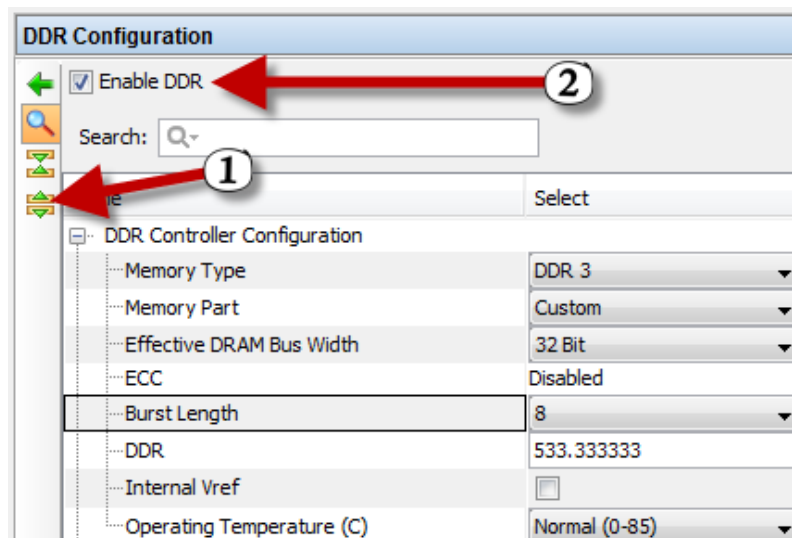 DDR Configuration
Enable DDR
2
Search:
1
Select
DDR Controller Configuration
Memory Type DDR 3
Memory Part Custom
Effective DRAM Bus Width 32 Bit
ECC Disabled
Burst Length 8
DDR 533.333333
Internal Vref
Operating Temperature (C) Normal (0-85)